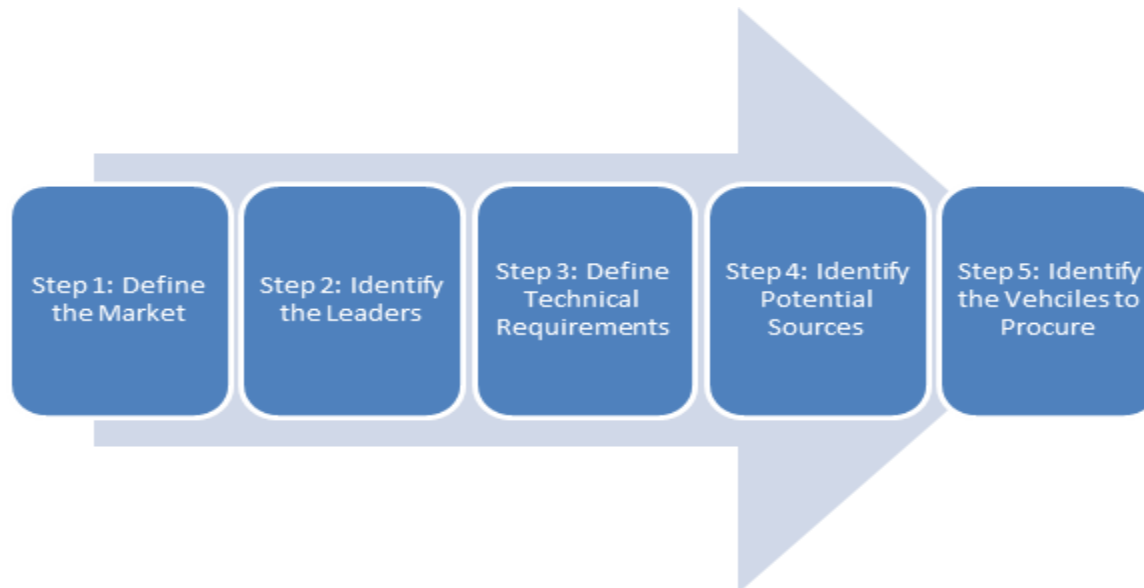 Step 1: Define
the Market
Step 2: Identify
the Leaders
Step 3: Define
Technical
Requirements
Step 4: Identify
Potential
Sources
Step 5: Identify
the Vehciles to
Procure